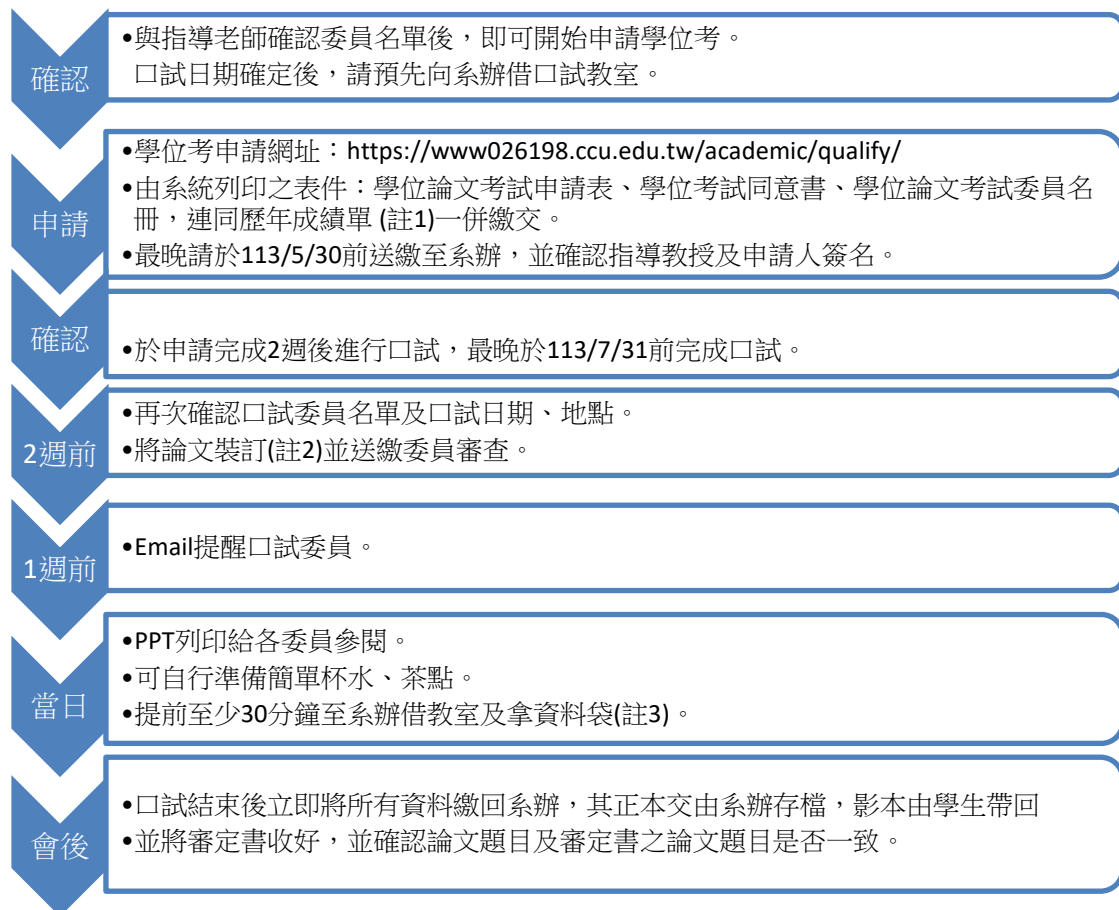 確認
•與指導老師確認委員名單後，即可開始申請學位考。
口試日期確定後，請預先向系辦借口試教室。
申請
•學位考申請網址：https://www026198.ccu.edu.tw/academic/qualify/
•由系統列印之表件：學位論文考試申請表、學位考試同意書、學位論文考試委員名
冊，連同歷年成績單 (註1)一併繳交。
•最晚請於113/5/30前送繳至系辦，並確認指導教授及申請人簽名。
確認
•於申請完成2週後進行口試，最晚於113/7/31前完成口試。
2週前
•再次確認口試委員名單及口試日期、地點。
•將論文裝訂(註2)並送繳委員審查。
1週前
•Email提醒口試委員。
當日
•PPT列印給各委員參閱。
•可自行準備簡單杯水、茶點。
•提前至少30分鐘至系辦借教室及拿資料袋(註3)。
會後
•口試結束後立即將所有資料繳回系辦，其正本交由系辦存檔，影本由學生帶回
•並將審定書收好，並確認論文題目及審定書之論文題目是否一致。